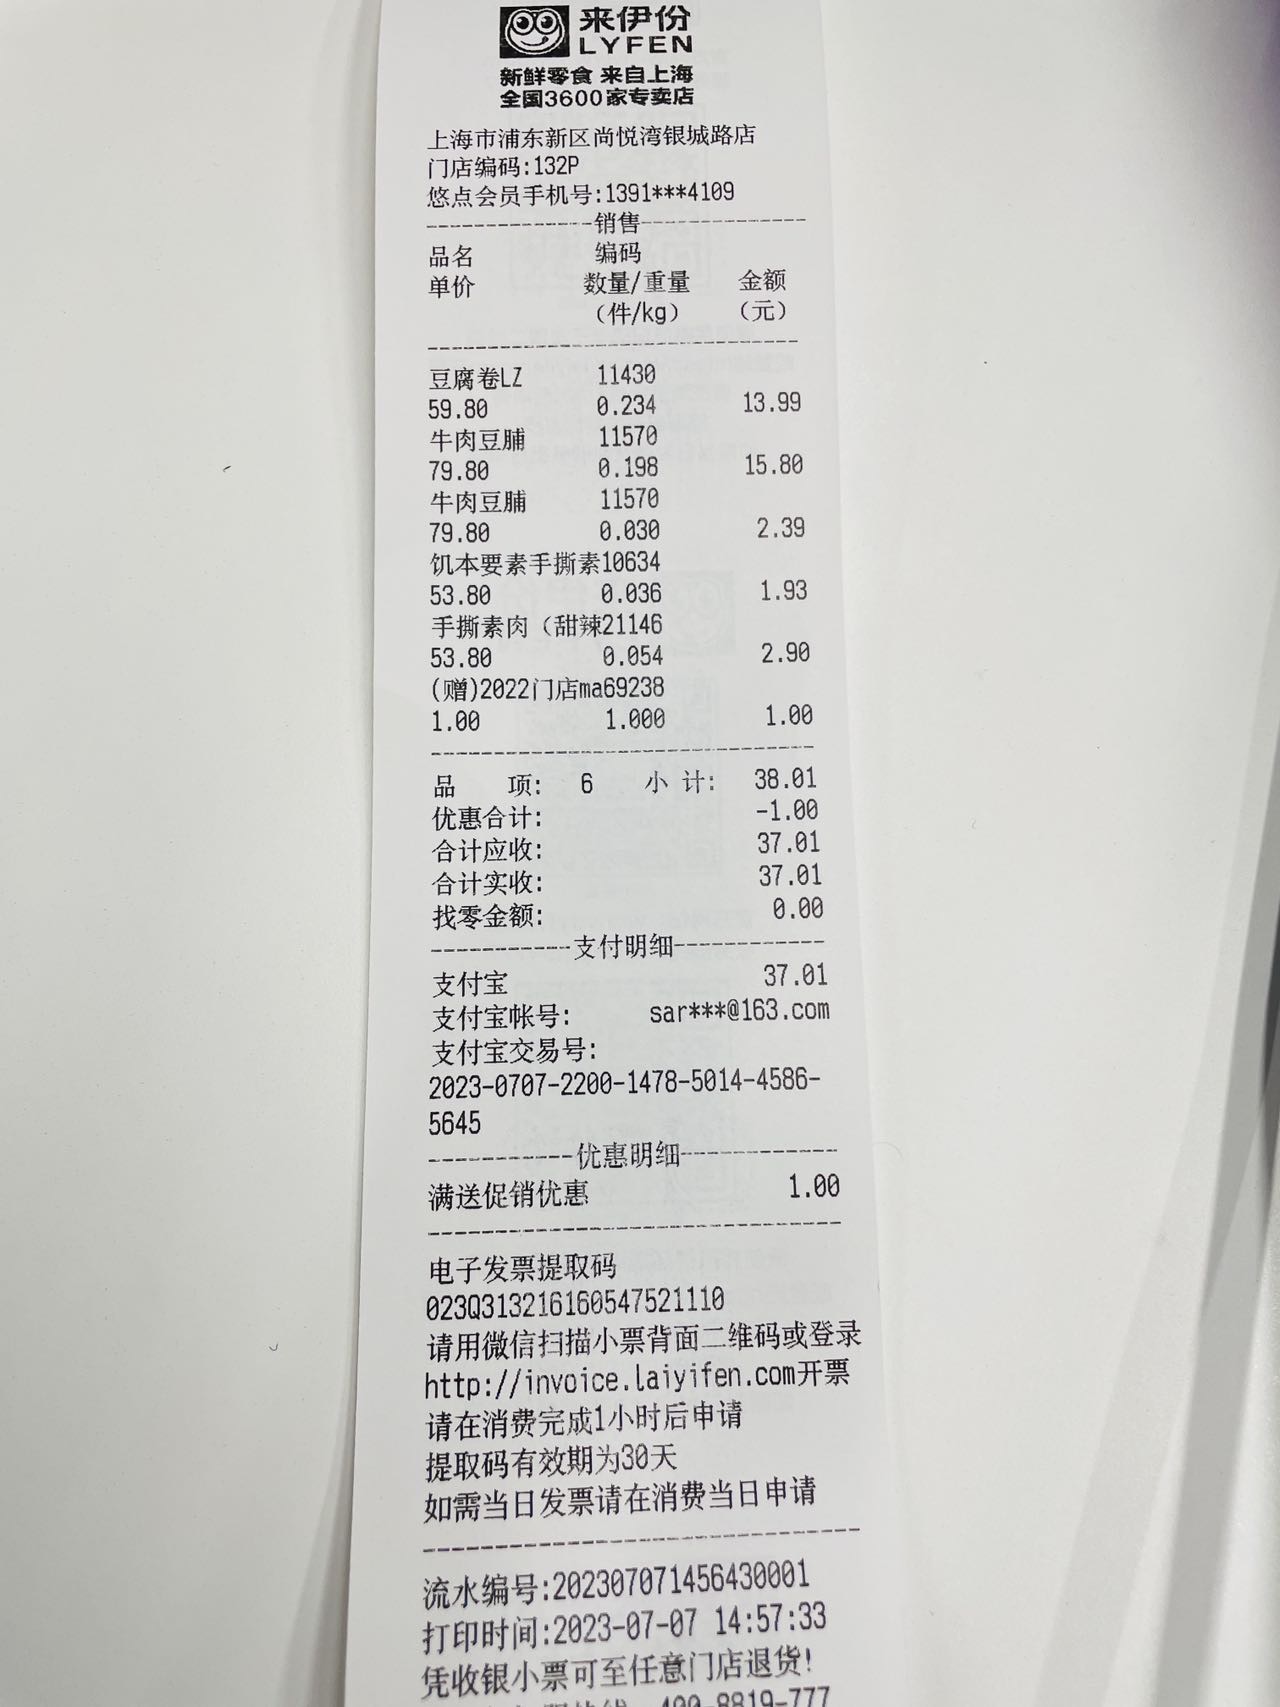 来伊份
LYFEN
新鲜零食 来自上海
全国3600家专卖店
上海市浦东新区尚悦湾银城路店
门店编码:132P
悠点会员手机号:1391***4109
------------销售------------
品名 编码
单价 数量/重量 金额
（件/kg） （元）
豆腐卷LZ 11430
59.80 0.234 13.99
牛肉豆脯 11570
79.80 0.198 15.80
牛肉豆脯 11570
79.80 0.030 2.39
饥本要素手撕素10634
53.80 0.036 1.93
手撕素肉（甜辣21146
53.80 0.054 2.90
(赠)2022门店ma69238
1.00 1.000 1.00
品 项: 6 小 计: 38.01
优惠合计: -1.00
合计应收: 37.01
合计实收: 37.01
找零金额: 0.00
-----------支付明细-----------
支付宝 37.01
支付宝帐号: sar***@163.com
支付宝交易号:
2023-0707-2200-1478-5014-4586-
5645
-----------优惠明细-----------
满送促销优惠 1.00
电子发票提取码
023Q3132161605475​21110
请用微信扫描小票背面二维码或登录
http://invoice.laiyifen.com开票
请在消费完成1小时后申请
提取码有效期为30天
如需当日发票请在消费当日申请
流水编号:202307071456430001
打印时间:2023-07-07 14:57:33
凭收银小票可至任意门店退货!
400-8819-777